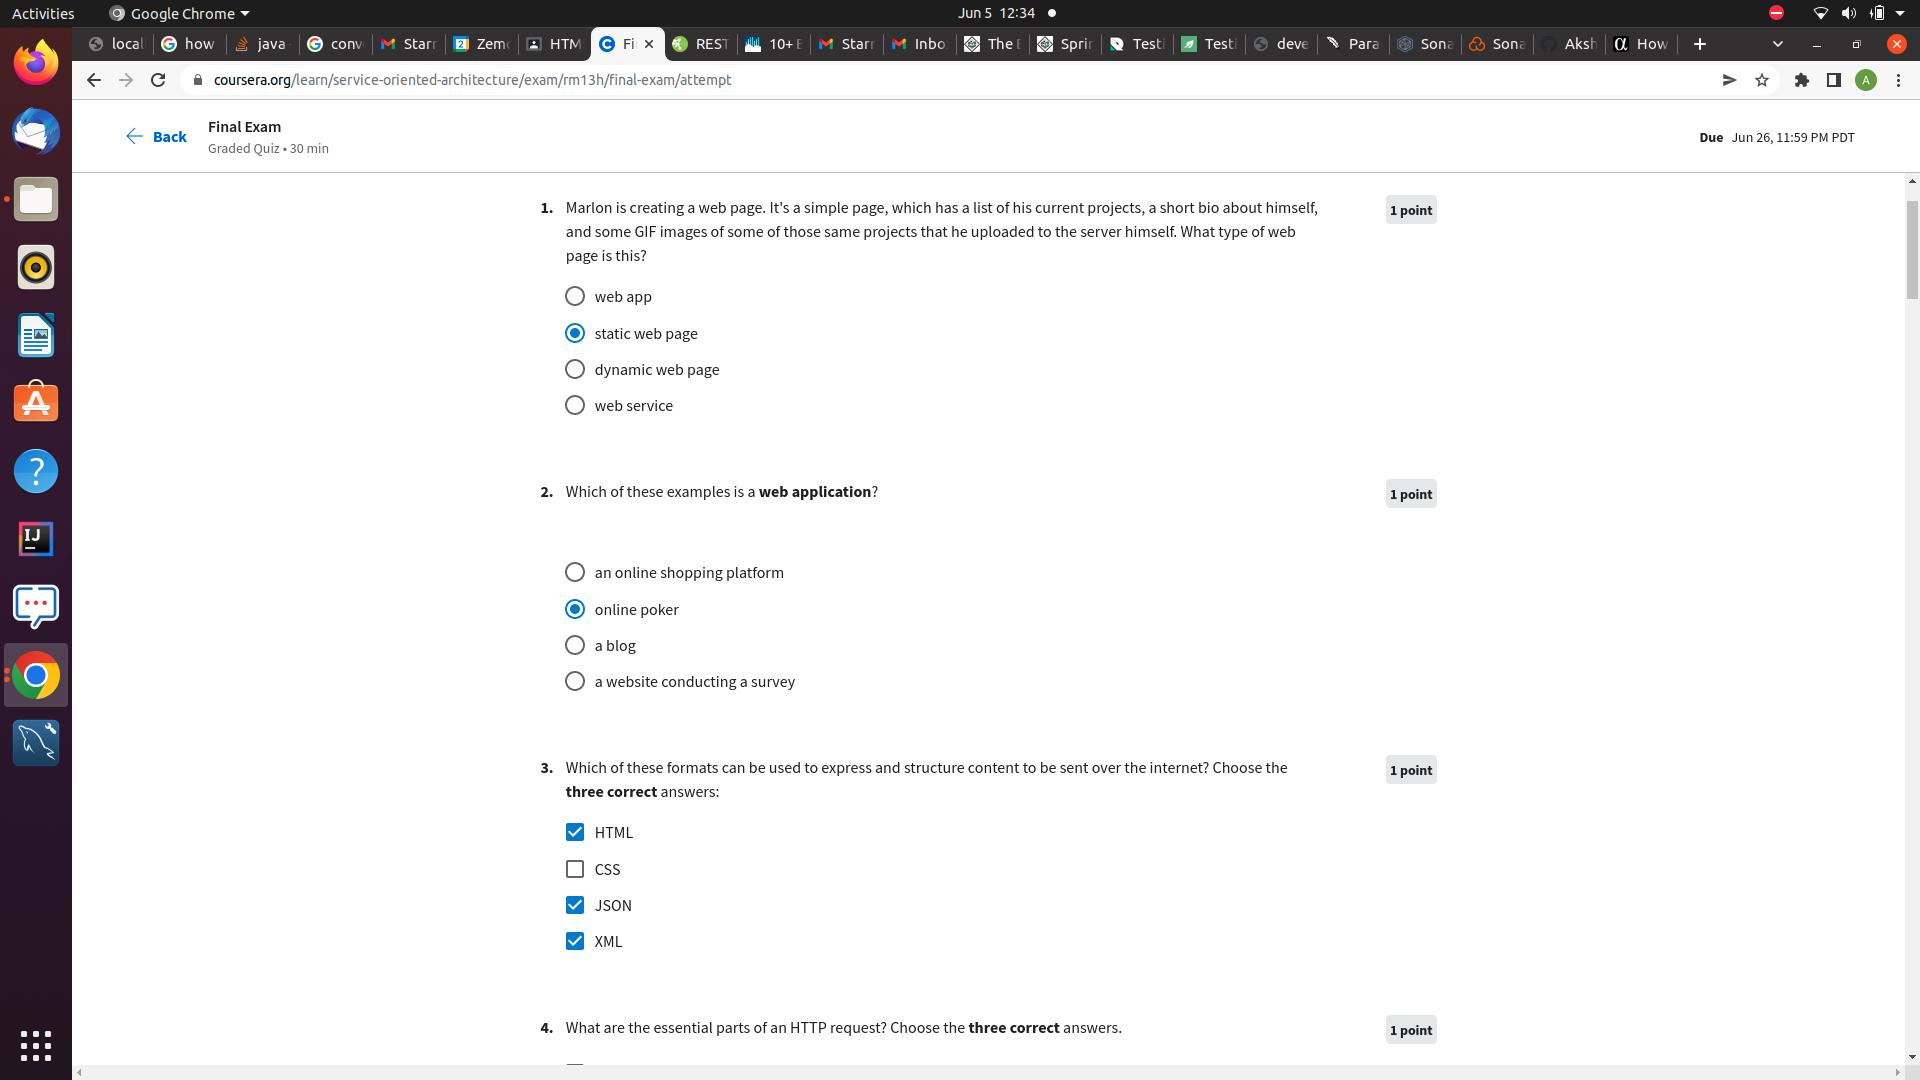 Activities
Google Chrome
Jun 5 12:34
local
how
java
conv
Starr
Zem
HTM
Fi
REST
10+ E
Starr
Inbo
The E
Sprin
Testi
Testi
deve
Para
Sona
Sona
Aksh
How
coursera.org/learn/service-oriented-architecture/exam/rm13h/final-exam/attempt
A
Back
Final Exam
Graded Quiz • 30 min
Due Jun 26, 11:59 PM PDT
1. Marlon is creating a web page. It's a simple page, which has a list of his current projects, a short bio about himself,
and some GIF images of some of those same projects that he uploaded to the server himself. What type of web
page is this?
1 point
web app
static web page
dynamic web page
web service
2. Which of these examples is a web application?
1 point
an online shopping platform
online poker
a blog
a website conducting a survey
3. Which of these formats can be used to express and structure content to be sent over the internet? Choose the
three correct answers:
1 point
HTML
CSS
JSON
XML
4. What are the essential parts of an HTTP request? Choose the three correct answers.
1 point